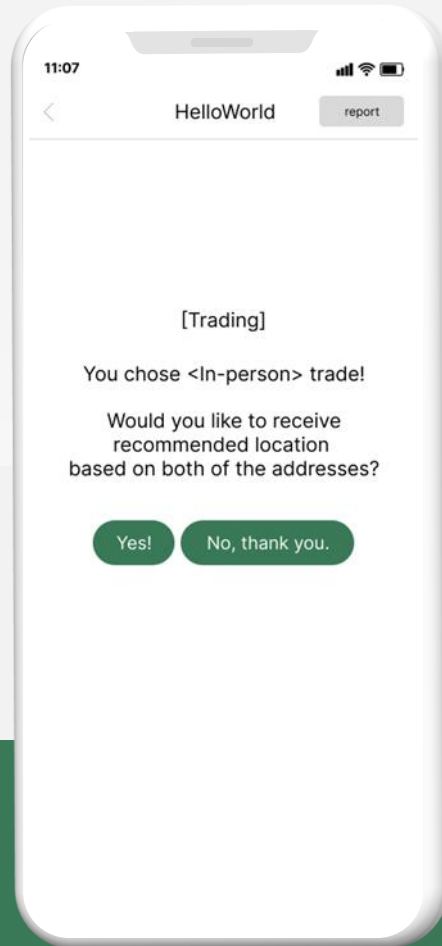 11:07
HelloWorld
report
[Trading]
You chose <In-person> trade!
Would you like to receive
recommended location
based on both of the addresses?
Yes!
No, thank you.